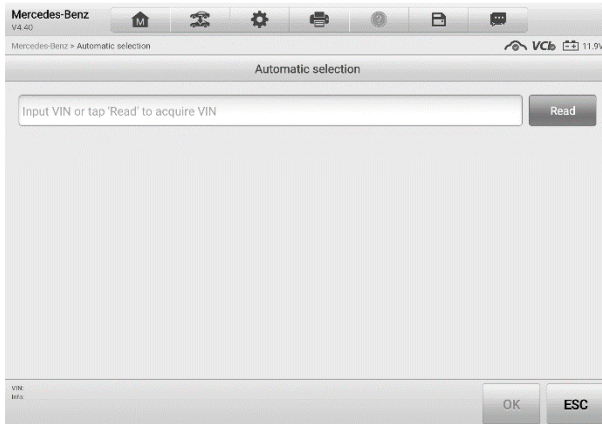 Mercedes-Benz
V4.40
M
?
Mercedes-Benz > Automatic selection
VCI
11.9V
Automatic selection
Input VIN or tap 'Read' to acquire VIN
Read
VIN:
Info:
OK
ESC